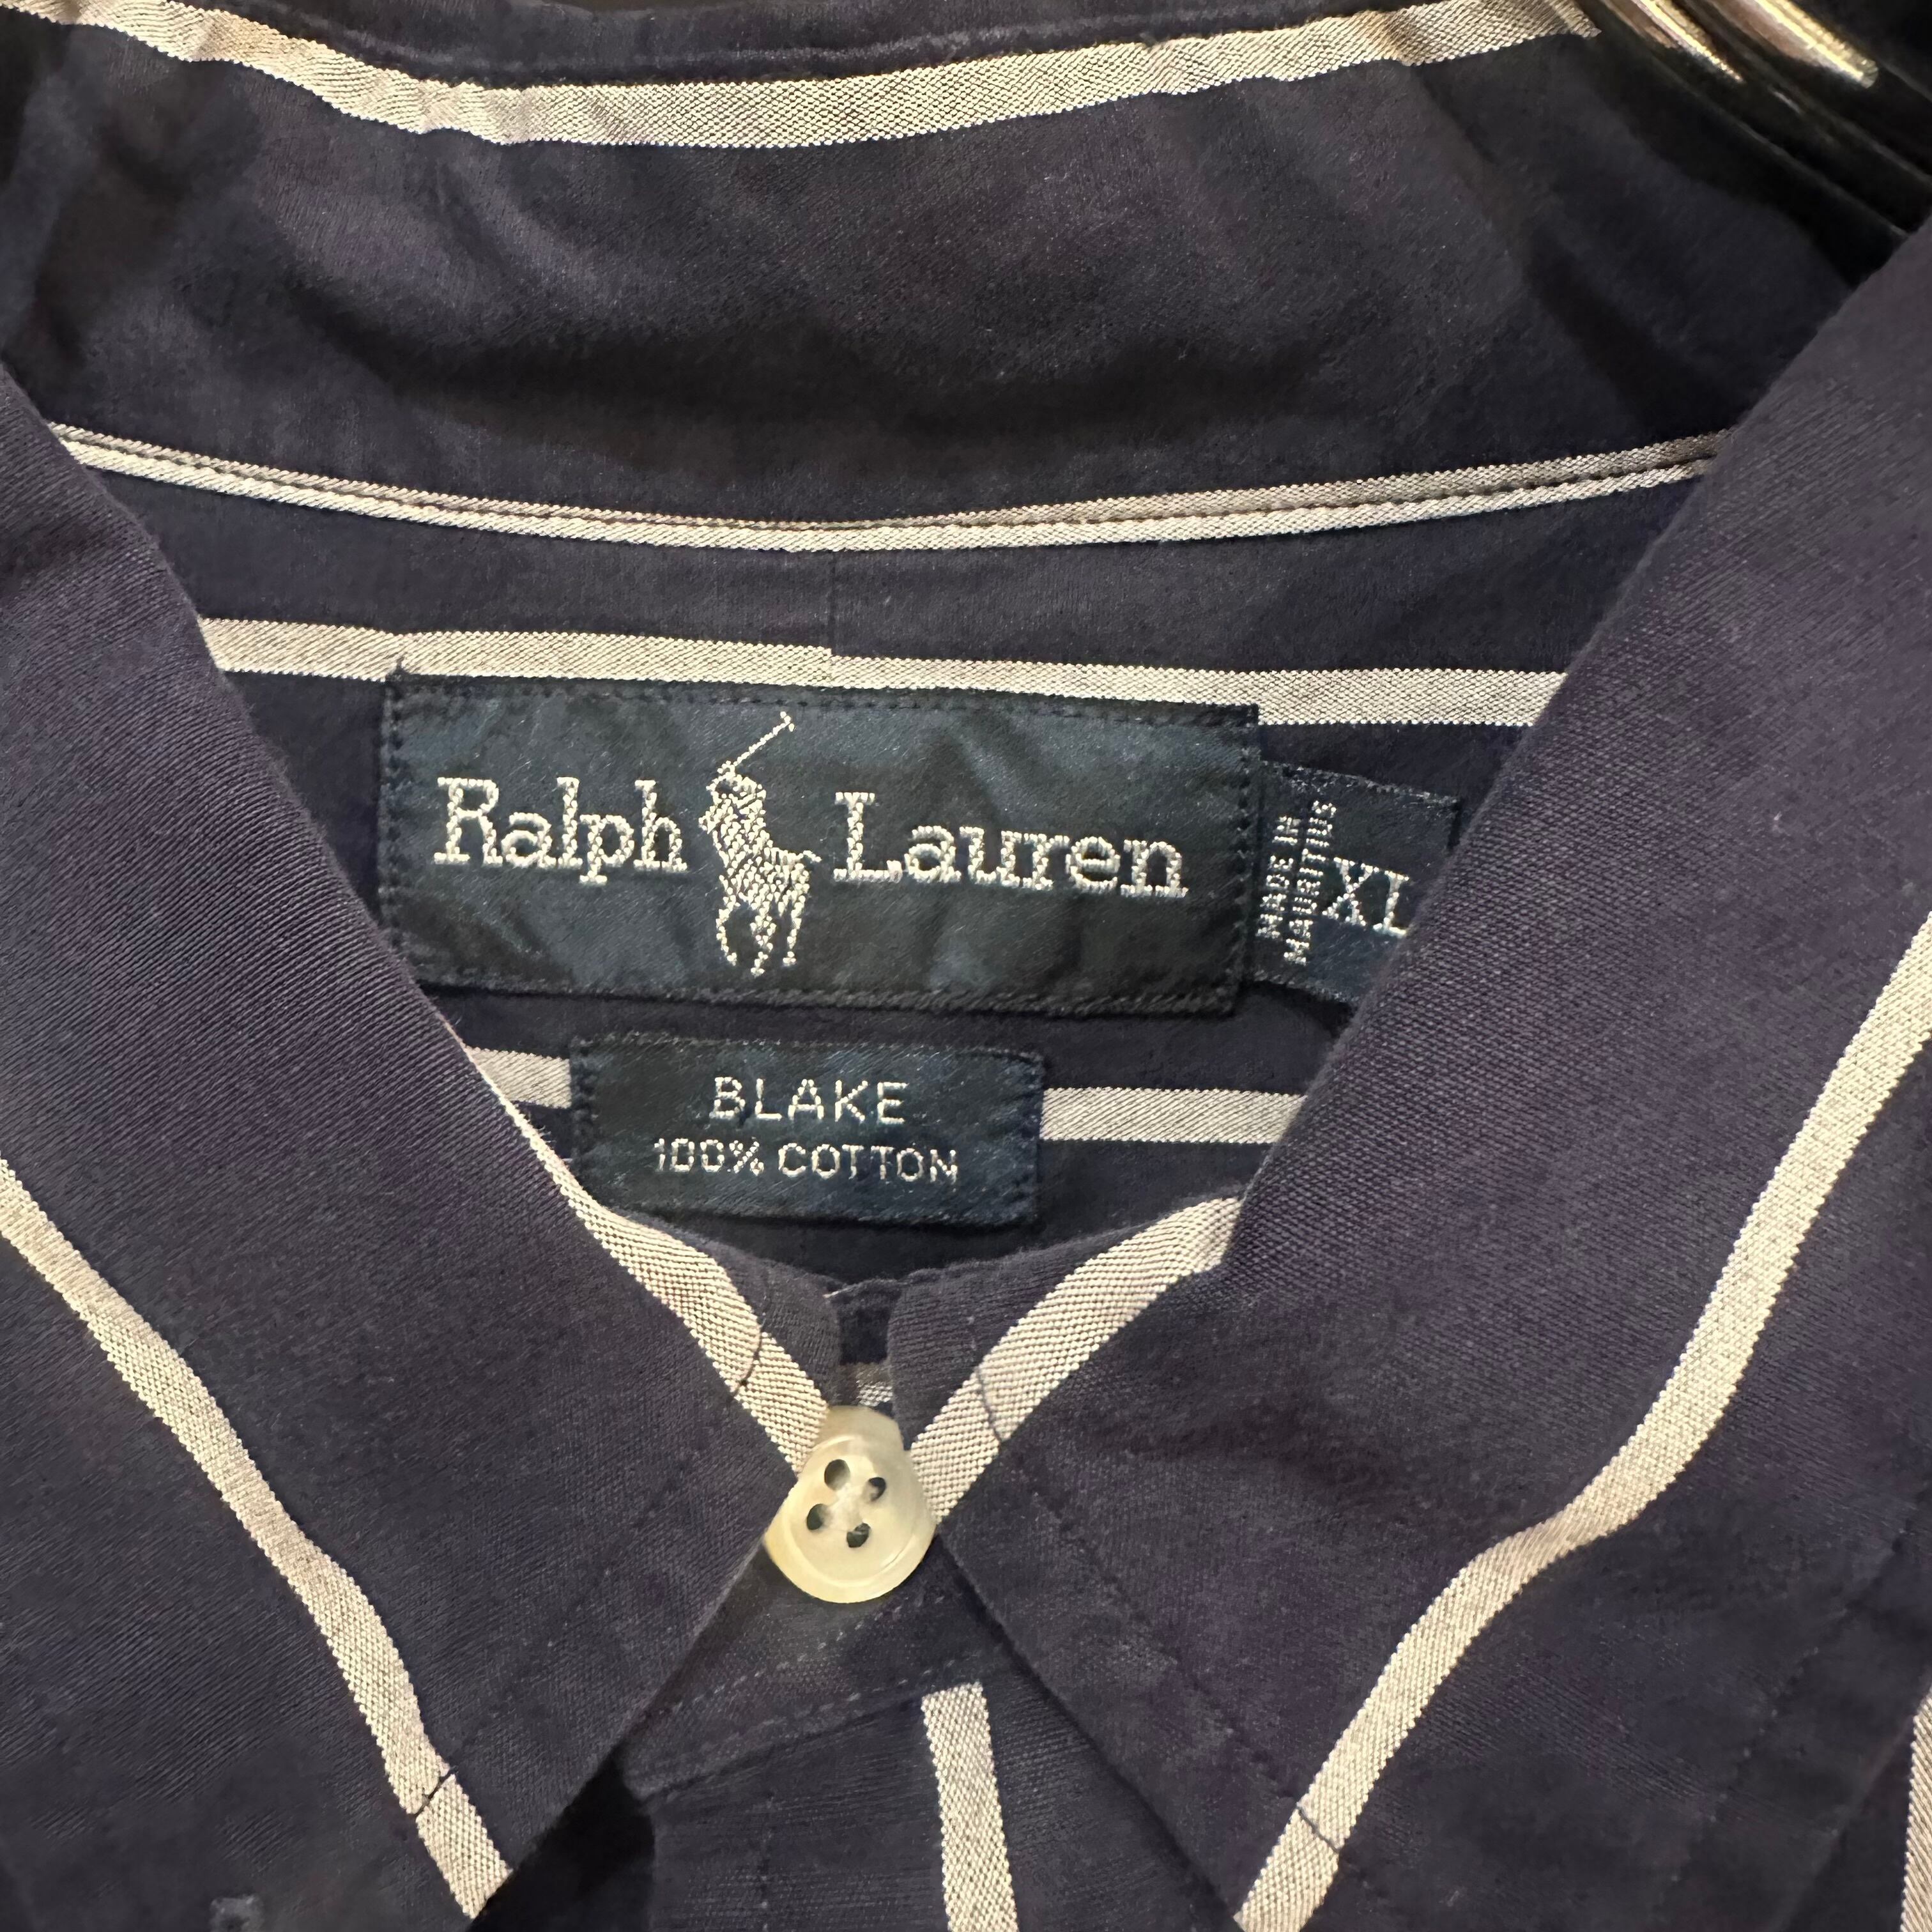 Ralph Lauren
MADE IN
MAURITIUS
XL
BLAKE
100% COTTON